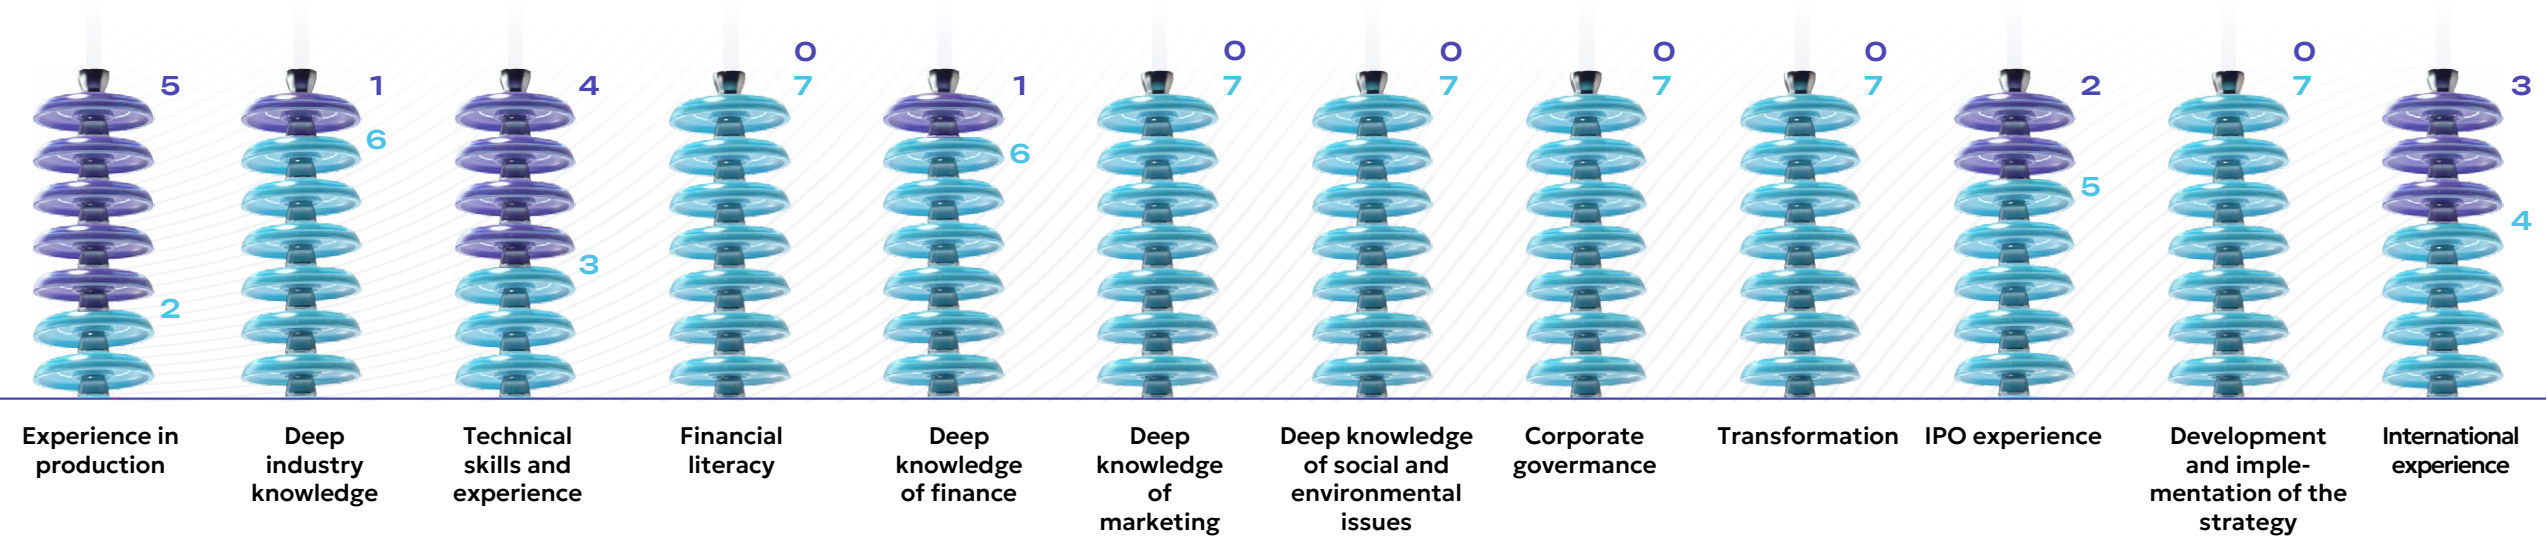 0 0 0 0 0 0
5 1 4 7 1 7 7 7 7 2 7 3
6
6
5
4
3
2
Experience in
production
Deep
industry
knowledge
Technical
skills and
experience
Financial
literacy
Deep
knowledge
of finance
Deep
knowledge
of
marketing
Deep knowledge
of social and
environmental
issues
Corporate
govermance
Transformation
IPO experience
Development
and imple-
mentation of the
strategy
International
experience